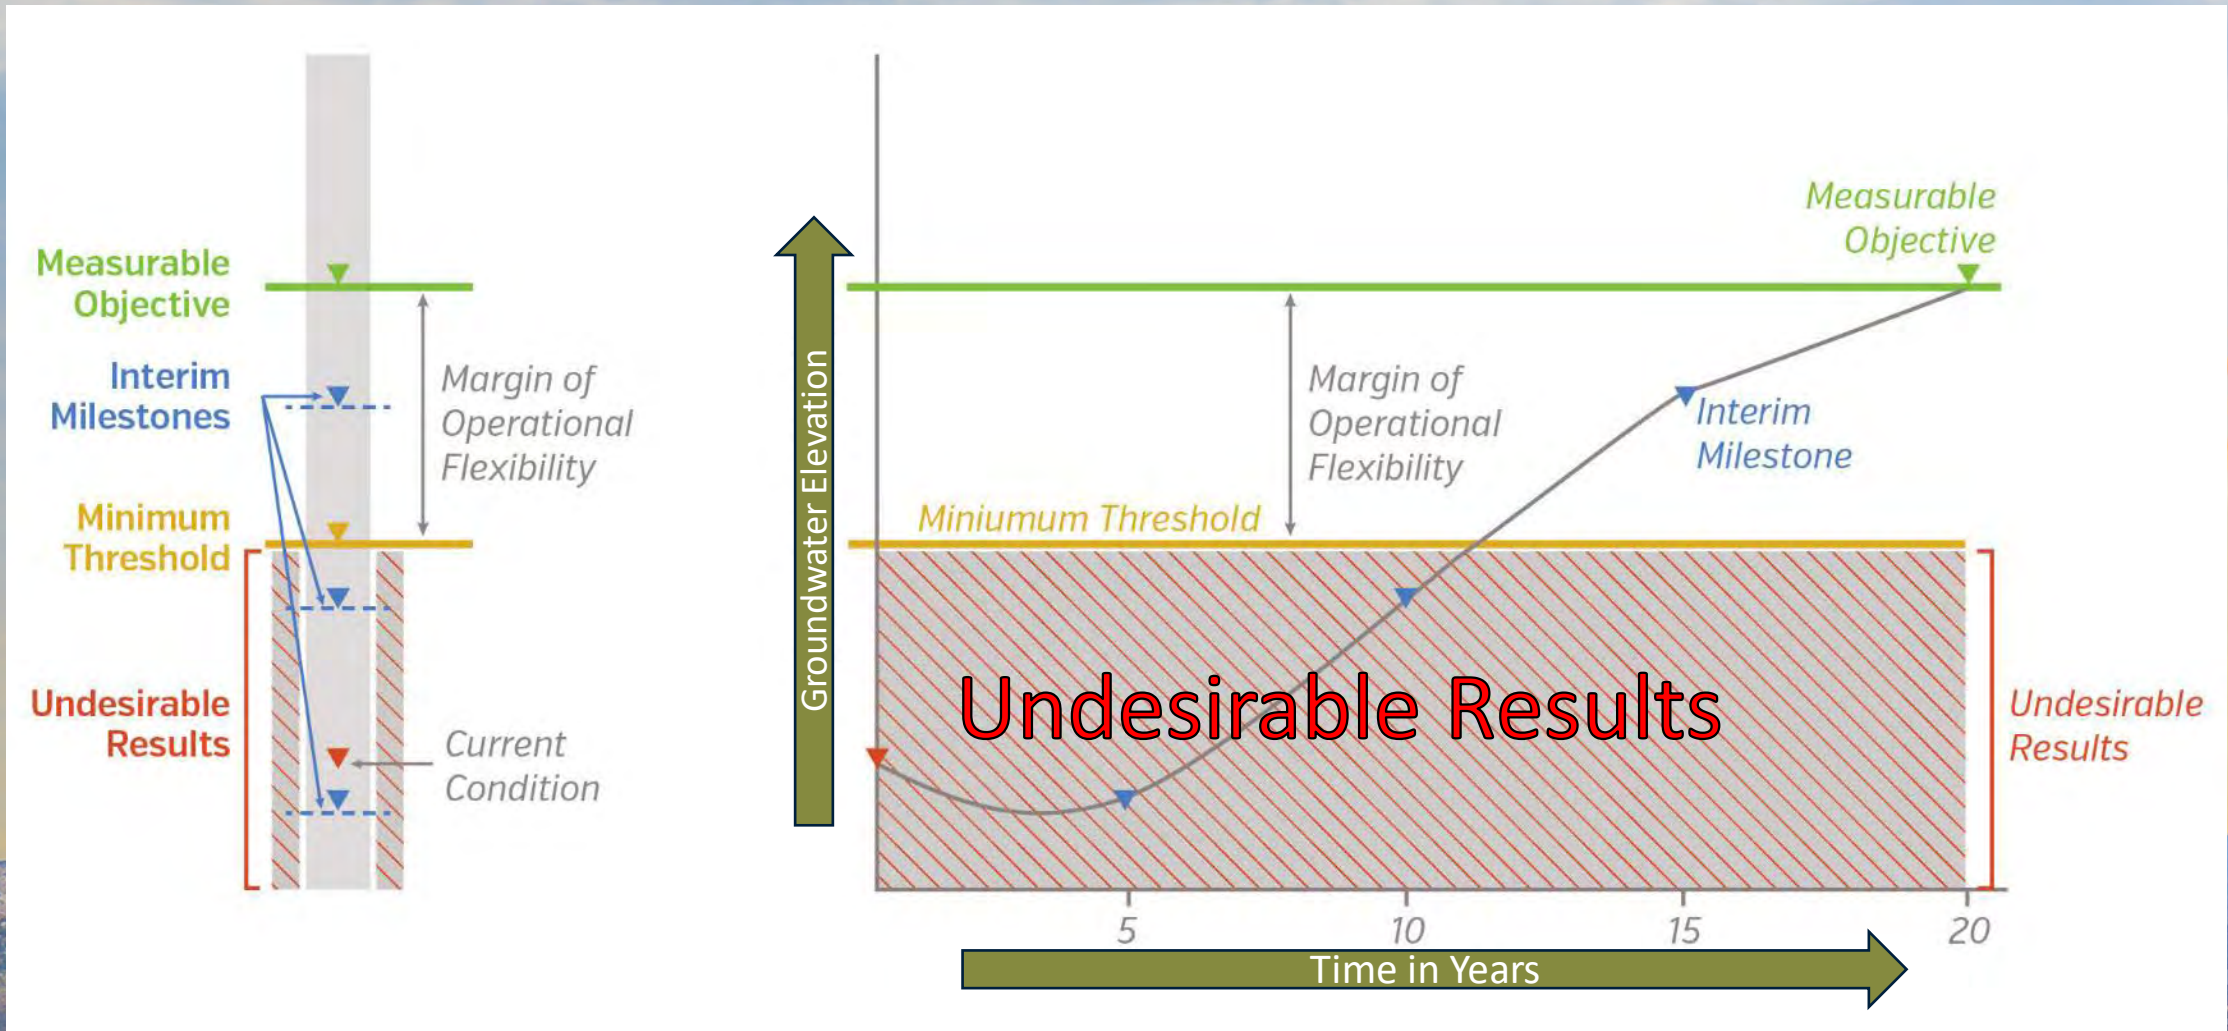 Measurable
Objective
Interim
Milestones
Minimum
Threshold
Undesirable
Results
Margin of
Operational
Flexibility
Current
Condition
Groundwater Elevation
Measurable
Objective
Margin of
Operational
Flexibility
Interim
Milestone
Miniumum Threshold
Undesirable Results
Undesirable
Results
5 10 15 20
Time in Years